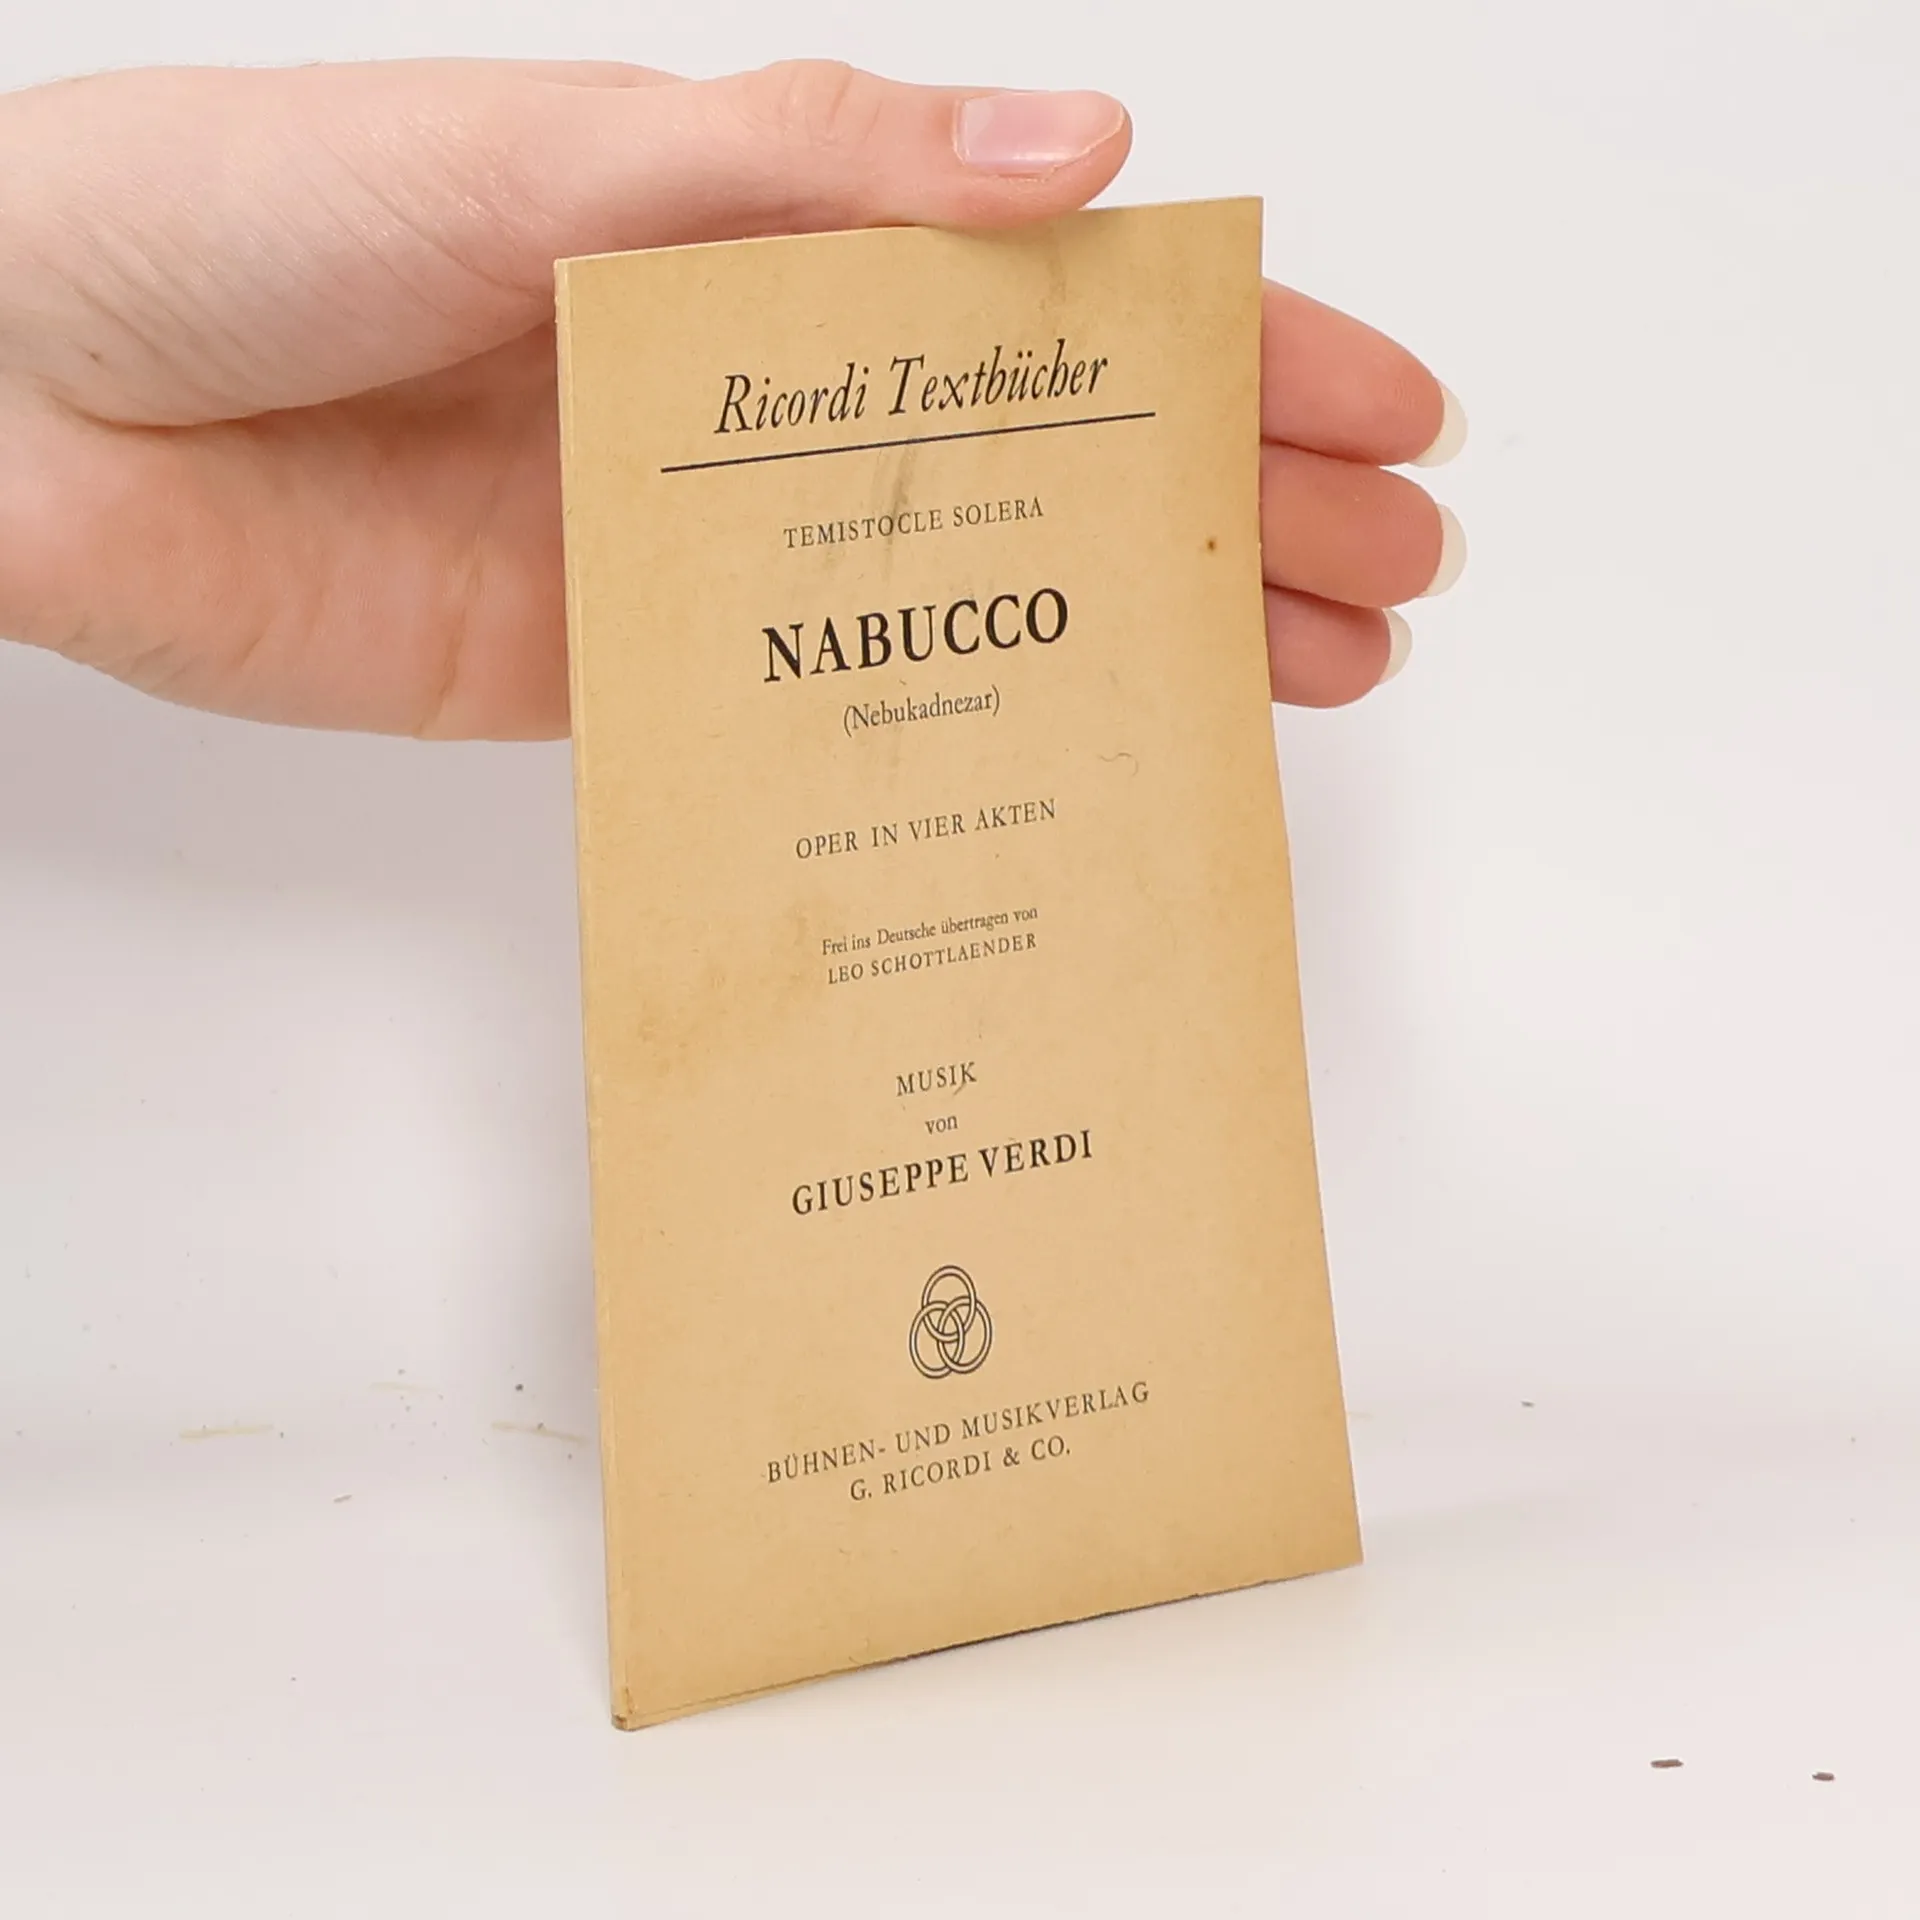 Ricordi Textbücher
TEMISTOCLE SOLERA
NABUCCO
(Nebukadnezar)
OPER IN VIER AKTEN
Frei ins Deutsche übertragen von
LEO SCHOTTLAENDER
MUSIK
von
GIUSEPPE VERDI
BÜHNEN- UND MUSIKVERLAG
G. RICORDI & CO.